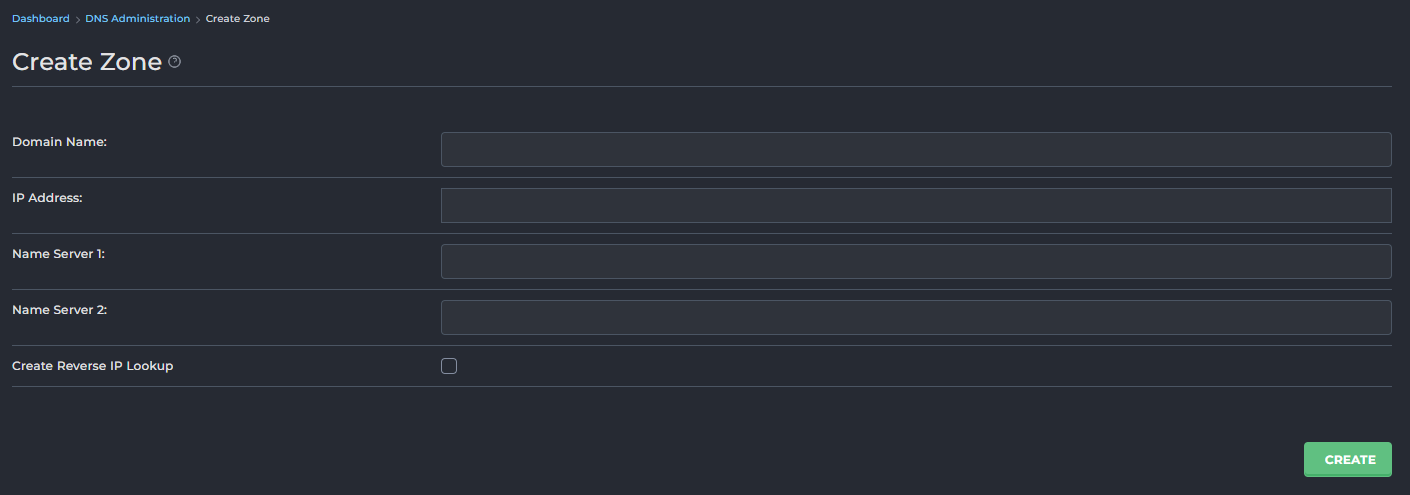 Dashboard > DNS Administration > Create Zone
Create Zone
Domain Name:
IP Address:
Name Server 1:
Name Server 2:
Create Reverse IP Lookup
CREATE